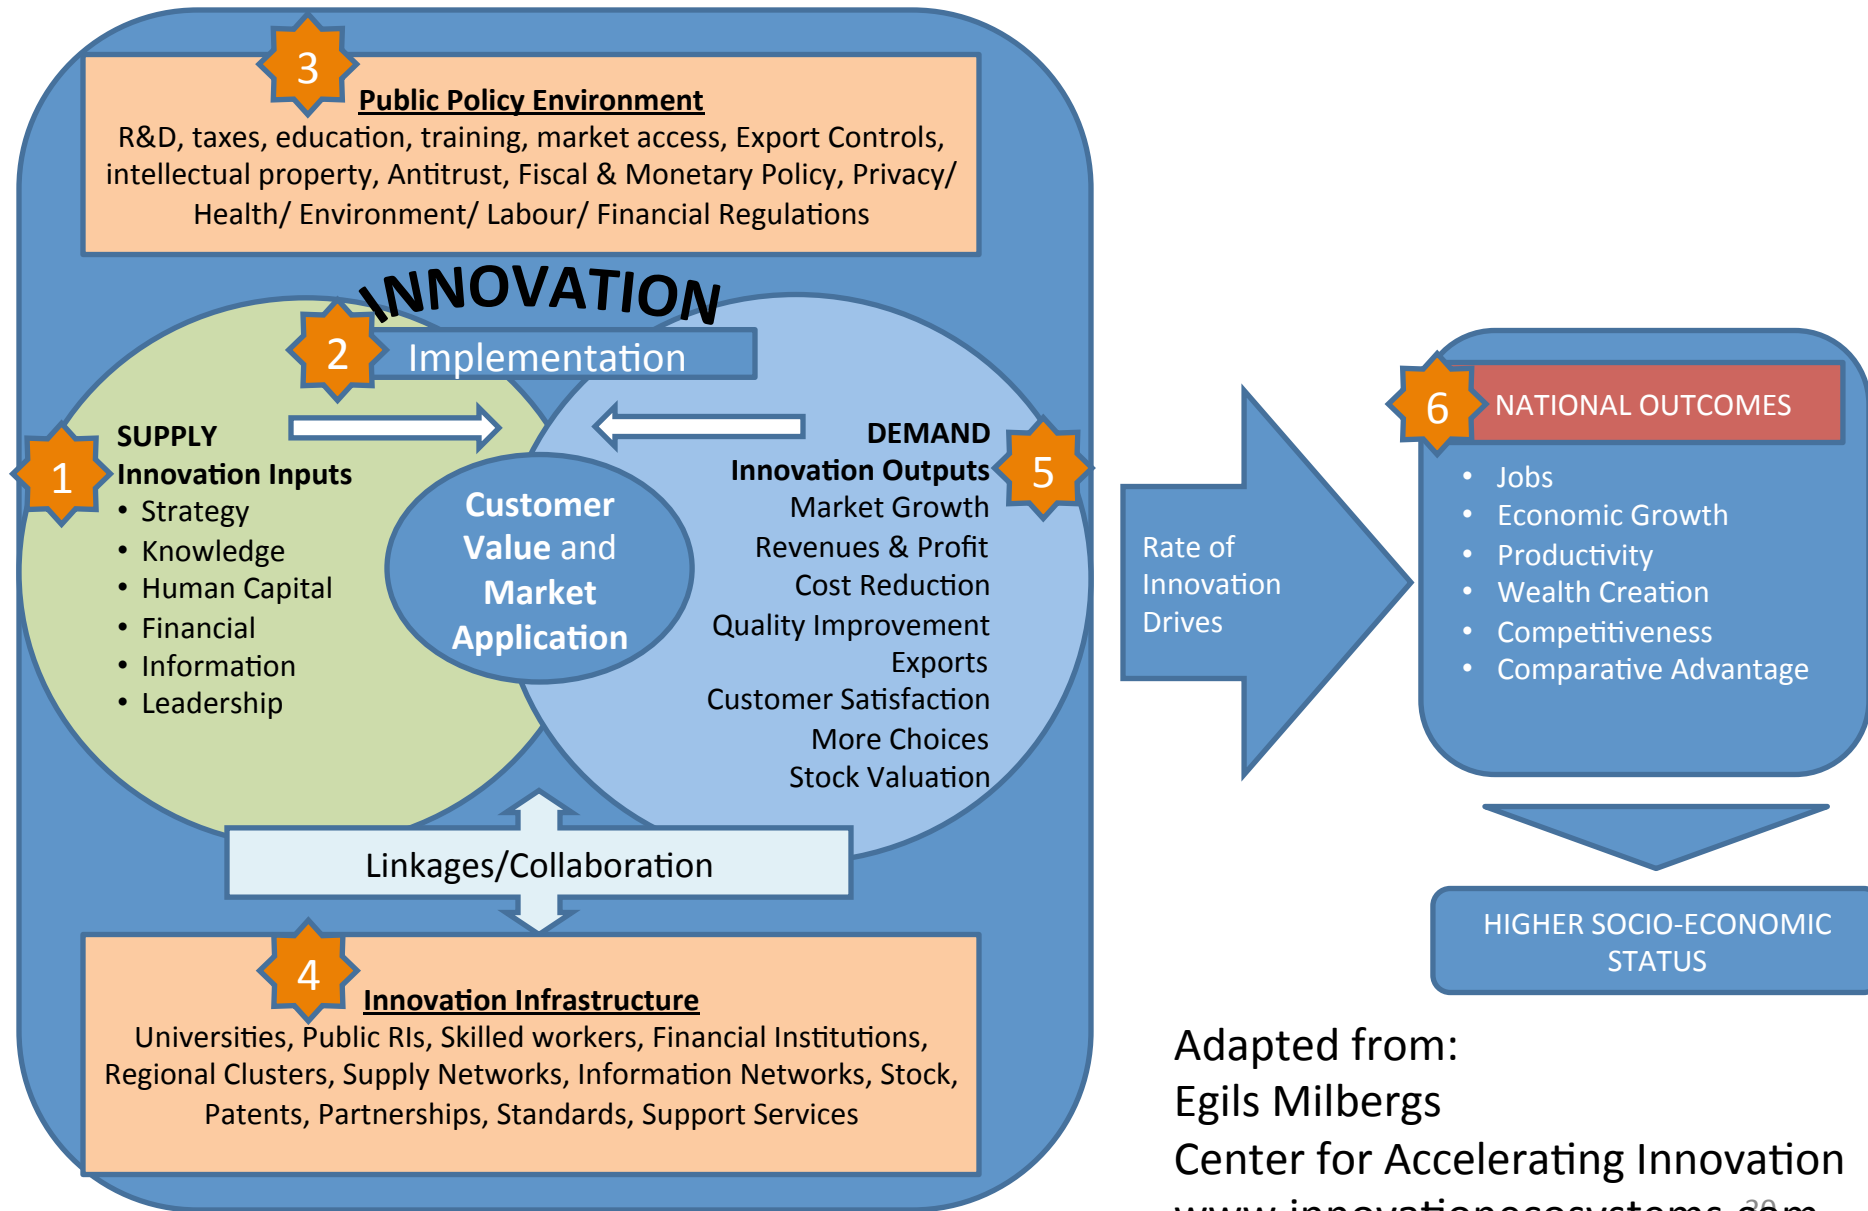 3
Public Policy Environment
R&D, taxes, education, training, market access, Export Controls,
intellectual property, Antitrust, Fiscal & Monetary Policy, Privacy/
Health/ Environment/ Labour/ Financial Regulations
INNOVATION
2
Implementation
1
SUPPLY
Innovation Inputs
• Strategy
• Knowledge
• Human Capital
• Financial
• Information
• Leadership
Customer
Value and
Market
Application
5
DEMAND
Innovation Outputs
Market Growth
Revenues & Profit
Cost Reduction
Quality Improvement
Exports
Customer Satisfaction
More Choices
Stock Valuation
Linkages/Collaboration
4
Innovation Infrastructure
Universities, Public RIs, Skilled workers, Financial Institutions,
Regional Clusters, Supply Networks, Information Networks, Stock,
Patents, Partnerships, Standards, Support Services
Rate of
Innovation
Drives
6
NATIONAL OUTCOMES
• Jobs
• Economic Growth
• Productivity
• Wealth Creation
• Competitiveness
• Comparative Advantage
HIGHER SOCIO-ECONOMIC
STATUS
Adapted from:
Egils Milbergs
Center for Accelerating Innovation
www.innovationecosystems.com